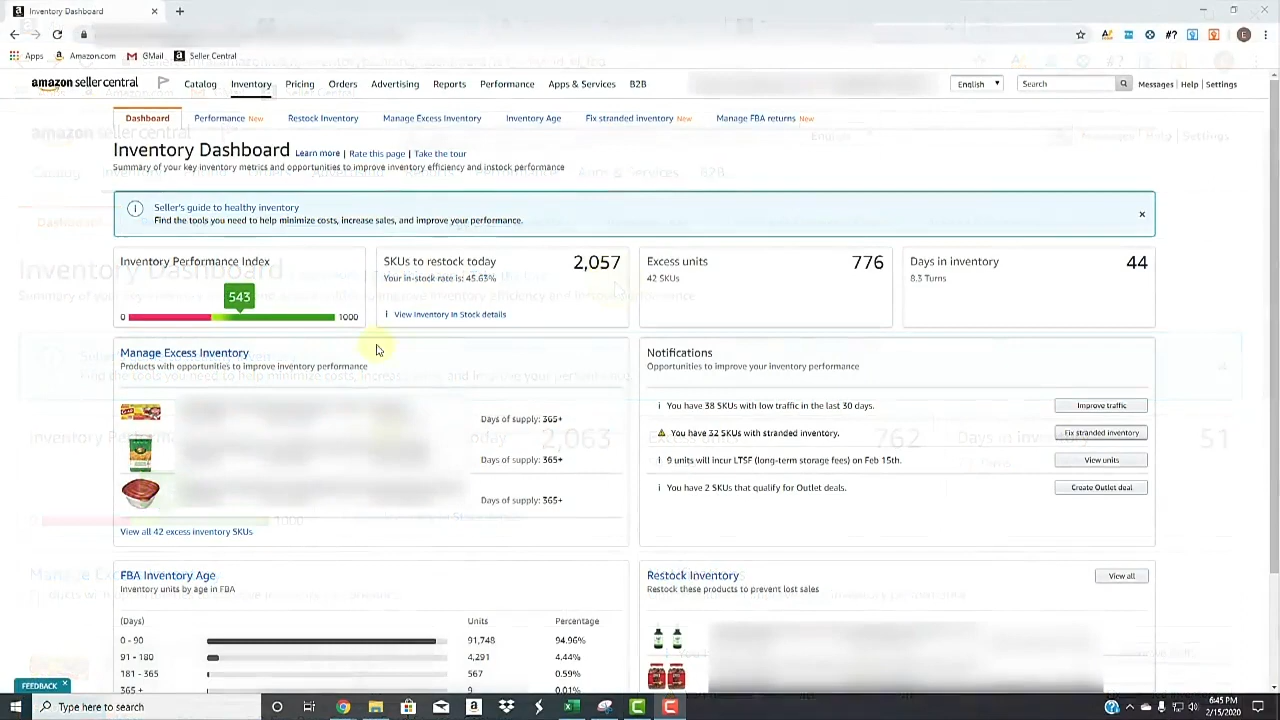 Inventory Dashboard
Apps Amazon.com GMail Seller Central
amazon seller central Catalog Inventory Pricing Orders Advertising Reports Performance Apps & Services B2B English Search Messages | Help | Settings
Dashboard Performance New Restock Inventory Manage Excess Inventory Inventory Age Fix stranded inventory New Manage FBA returns New
Inventory Dashboard Learn more | Rate this page | Take the tour
Summary of your key inventory metrics and opportunities to improve inventory efficiency and instock performance
Seller's guide to healthy inventory
Find the tools you need to help minimize costs, increase sales, and improve your performance.
Inventory Performance Index
543
0 1000
SKUs to restock today 2,057
Your in-stock rate is: 45.63%
View Inventory In Stock details
Excess units 776
42 SKUs
Days in inventory 44
8.3 Turns
Manage Excess Inventory
Products with opportunities to improve inventory performance
Days of supply: 365+
Days of supply: 365+
Days of supply: 365+
View all 42 excess inventory SKUs
Notifications
Opportunities to improve your inventory performance
You have 38 SKUs with low traffic in the last 30 days. Improve traffic
You have 32 SKUs with stranded inventory. Fix stranded inventory
9 units will incur LTSF (long-term storage fees) on Feb 15th. View units
You have 2 SKUs that qualify for Outlet deals. Create Outlet deal
FBA Inventory Age
Inventory units by age in FBA
(Days) Units Percentage
0 - 90 91,748 94.96%
91 - 180 4,291 4.44%
181 - 365 567 0.59%
365 + 9 0.01%
Restock Inventory View all
Restock these products to prevent lost sales
FEEDBACK
Type here to search
6:45 PM
2/15/2020